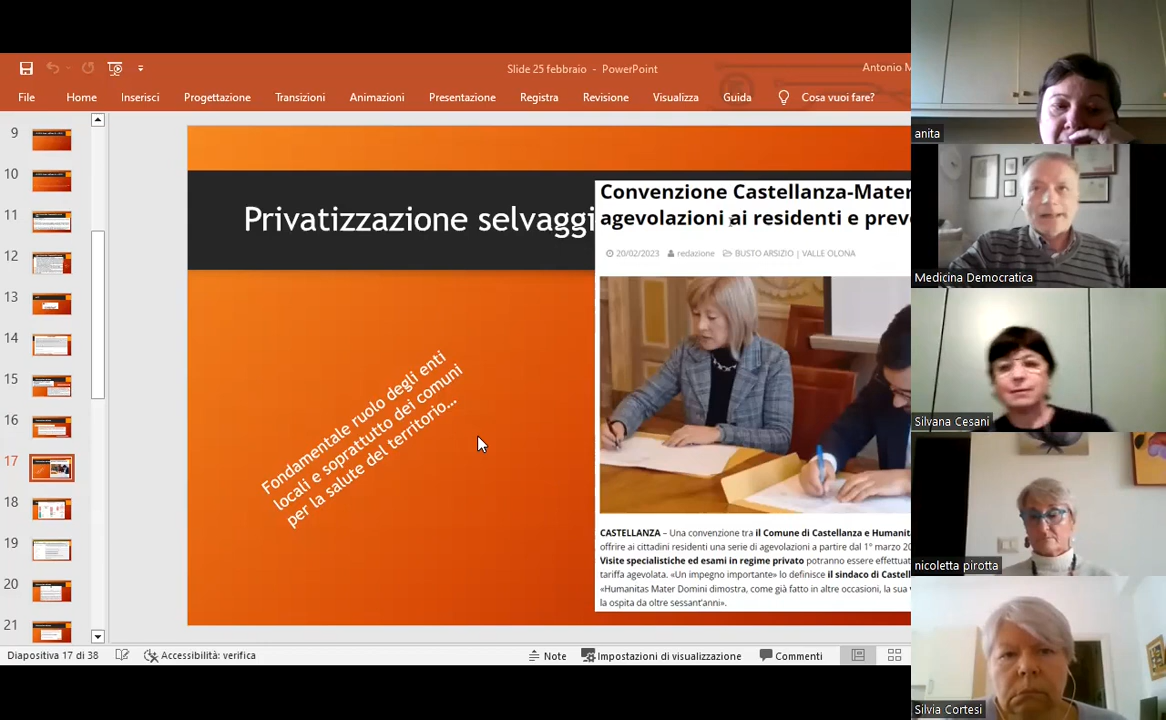 Slide 25 febbraio - PowerPoint
Antonio M
File Home Inserisci Progettazione Transizioni Animazioni Presentazione Registra Revisione Visualizza Guida Cosa vuoi fare?
9
10
11
12
13
14
15
16
17
18
19
20
21
Privatizzazione selvaggi
Fondamentale ruolo degli enti
locali e soprattutto dei comuni
per la salute del territorio...
Convenzione Castellanza-Mater
agevolazioni ai residenti e preve
20/02/2023 redazione BUSTO ARSIZIO | VALLE OLONA
CASTELLANZA – Una convenzione tra il Comune di Castellanza e Humanit
offrire ai cittadini residenti una serie di agevolazioni a partire dal 1° marzo 20
Visite specialistiche ed esami in regime privato potranno essere effettuat
tariffa agevolata. «Un impegno importante» lo definisce il sindaco di Castell
«Humanitas Mater Domini dimostra, come già fatto in altre occasioni, la sua v
la ospita da oltre sessant'anni».
Diapositiva 17 di 38 Accessibilità: verifica Note Impostazioni di visualizzazione Commenti
anita
Medicina Democratica
Silvana Cesani
nicoletta pirotta
Silvia Cortesi